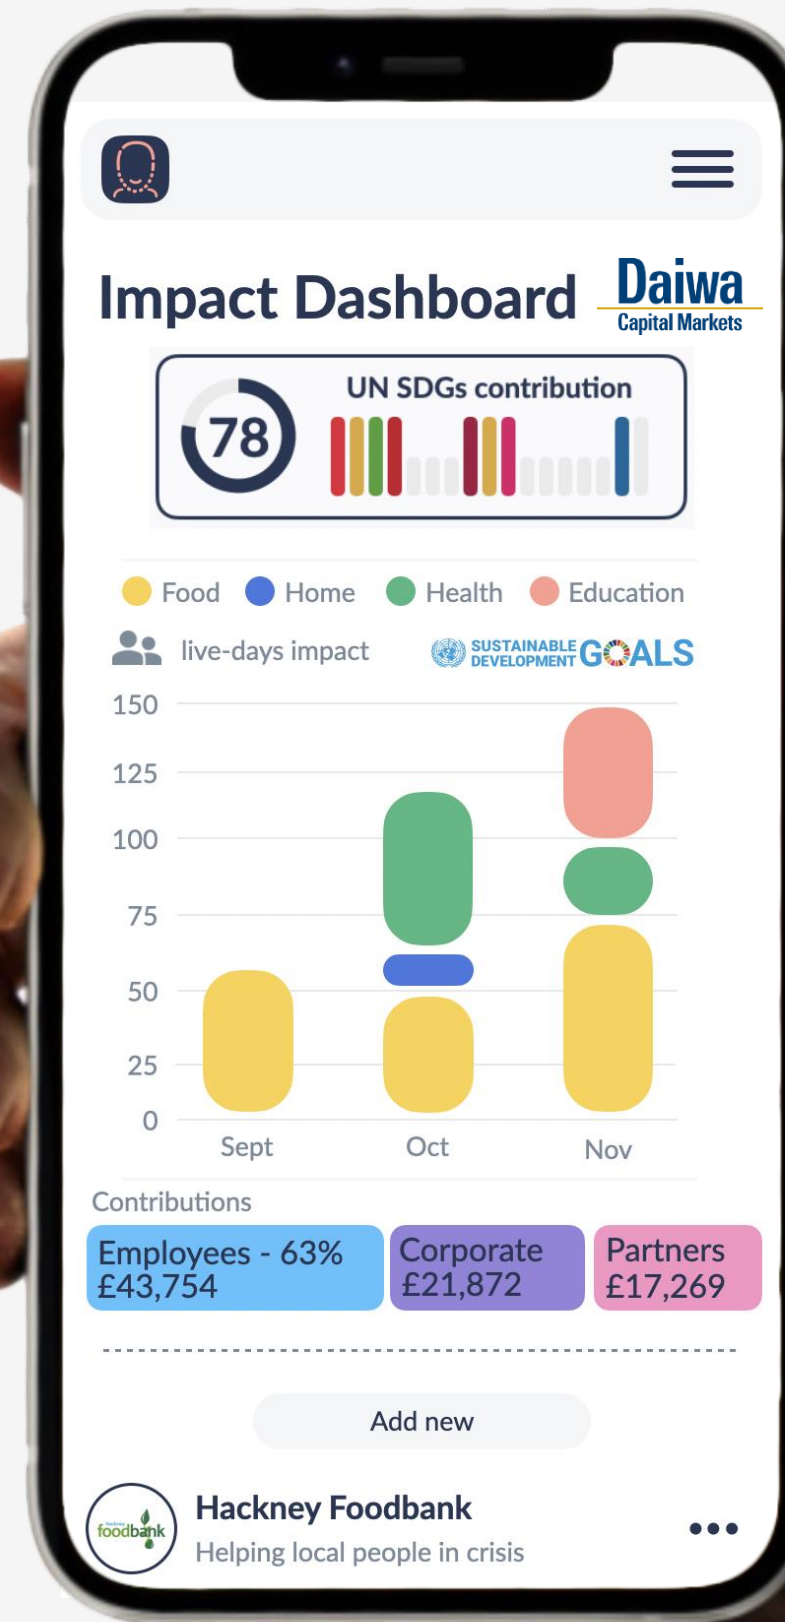 Impact Dashboard
Daiwa
Capital Markets
78
UN SDGs contribution
Food Home Health Education
live-days impact
SUSTAINABLE
DEVELOPMENT
GOALS
150
125
100
75
50
25
0
Sept Oct Nov
Contributions
Employees - 63%
£43,754
Corporate
£21,872
Partners
£17,269
Add new
Hackney
foodbank
Hackney Foodbank
Helping local people in crisis